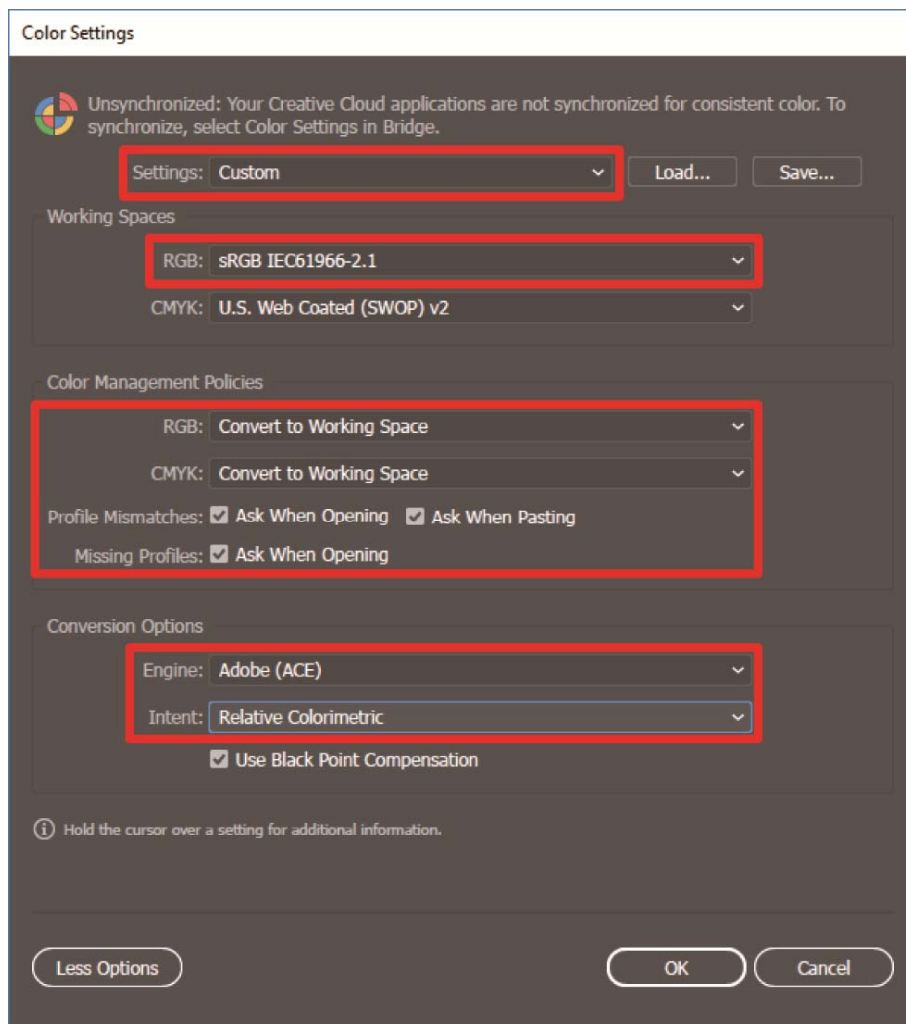 Color Settings
Unsynchronized: Your Creative Cloud applications are not synchronized for consistent color. To
synchronize, select Color Settings in Bridge.
Settings: Custom Load... Save...
Working Spaces
RGB: sRGB IEC61966-2.1
CMYK: U.S. Web Coated (SWOP) v2
Color Management Policies
RGB: Convert to Working Space
CMYK: Convert to Working Space
Profile Mismatches: Ask When Opening Ask When Pasting
Missing Profiles: Ask When Opening
Conversion Options
Engine: Adobe (ACE)
Intent: Relative Colorimetric
Use Black Point Compensation
Hold the cursor over a setting for additional information.
Less Options OK Cancel